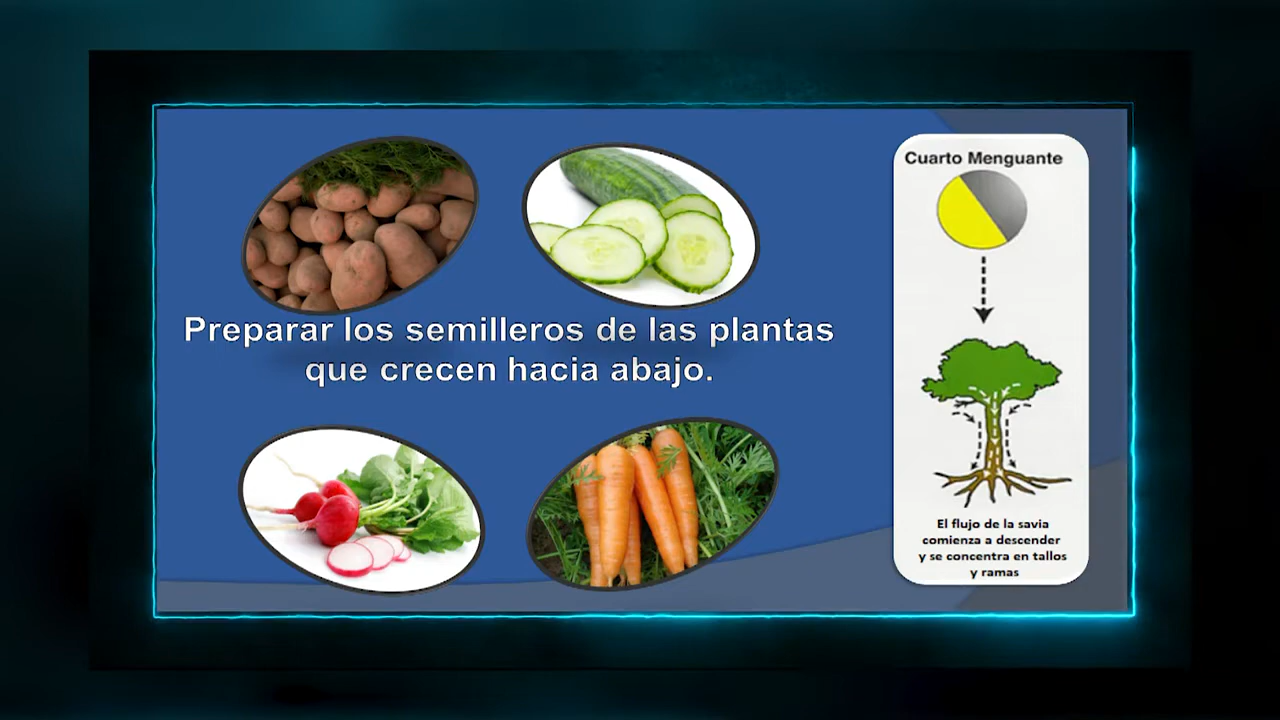 Preparar los semilleros de las plantas
que crecen hacia abajo.
Cuarto Menguante
El flujo de la savia
comienza a descender
y se concentra en tallos
y ramas